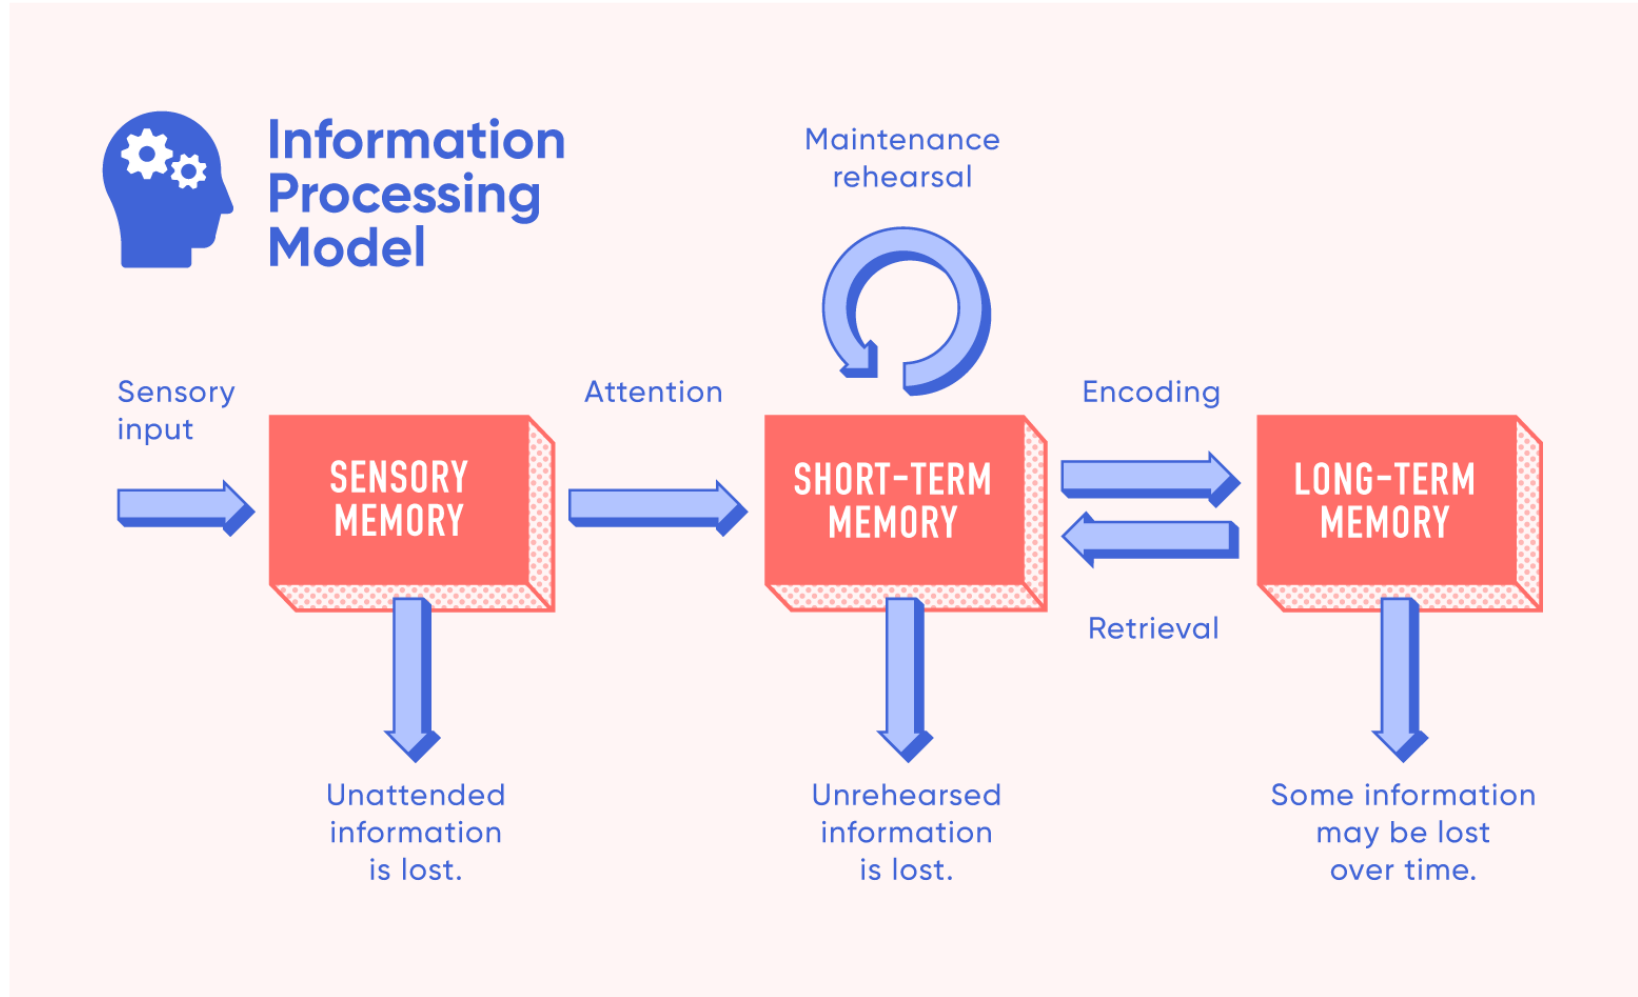 Information
Processing
Model
Maintenance
rehearsal
Sensory
input
Attention
Encoding
SENSORY
MEMORY
SHORT-TERM
MEMORY
LONG-TERM
MEMORY
Retrieval
Unattended
information
is lost.
Unrehearsed
information
is lost.
Some information
may be lost
over time.